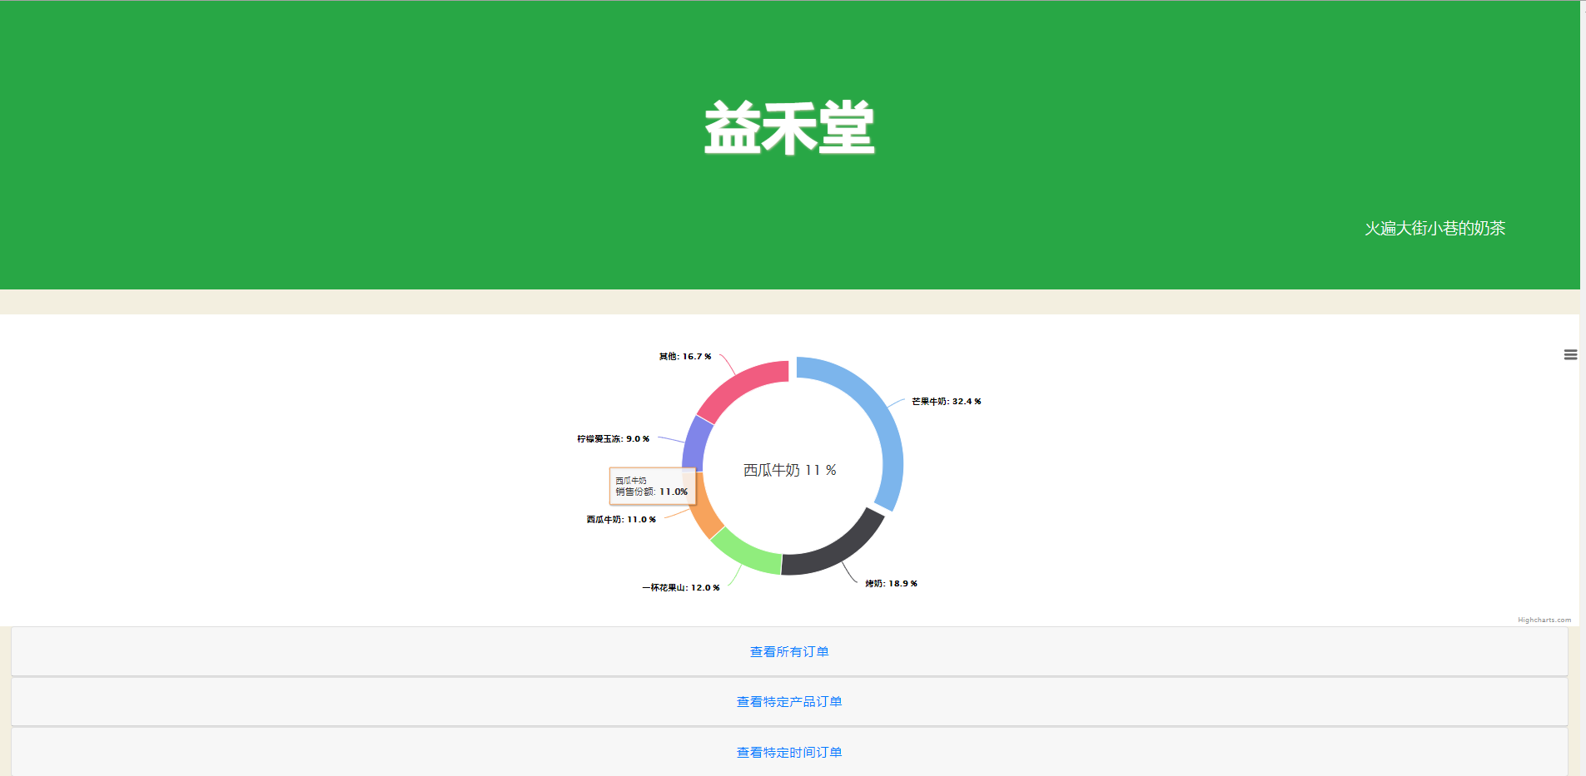 益禾堂
火遍大街小巷的奶茶
其他: 16.7 %
芒果牛奶: 32.4 %
柠檬爱玉冻: 9.0 %
西瓜牛奶 11 %
西瓜牛奶
销售份额: 11.0%
西瓜牛奶: 11.0 %
烤奶: 18.9 %
一杯花果山: 12.0 %
Highcharts.com
查看所有订单
查看特定产品订单
查看特定时间订单